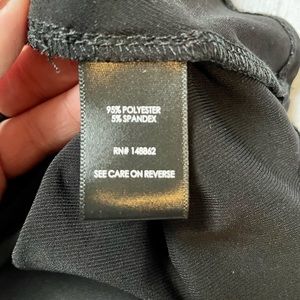 95% POLYESTER
5% SPANDEX
RN# 148862
SEE CARE ON REVERSE